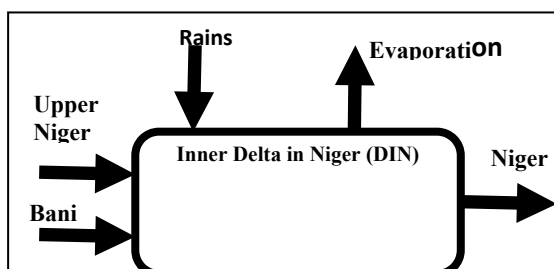 Rains
Evaporation
Upper
Niger
Inner Delta in Niger (DIN)
Niger
Bani